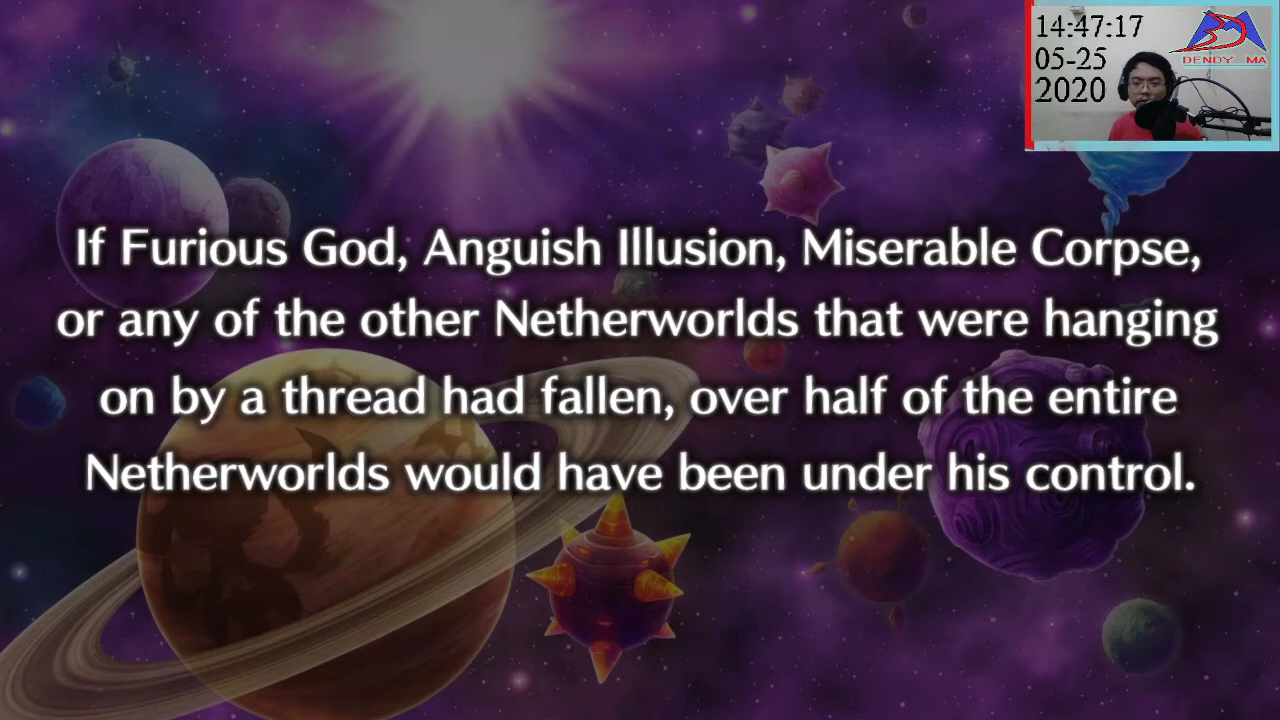 14:47:17
05-25
2020
DENDY MA
If Furious God, Anguish Illusion, Miserable Corpse,
or any of the other Netherworlds that were hanging
on by a thread had fallen, over half of the entire
Netherworlds would have been under his control.